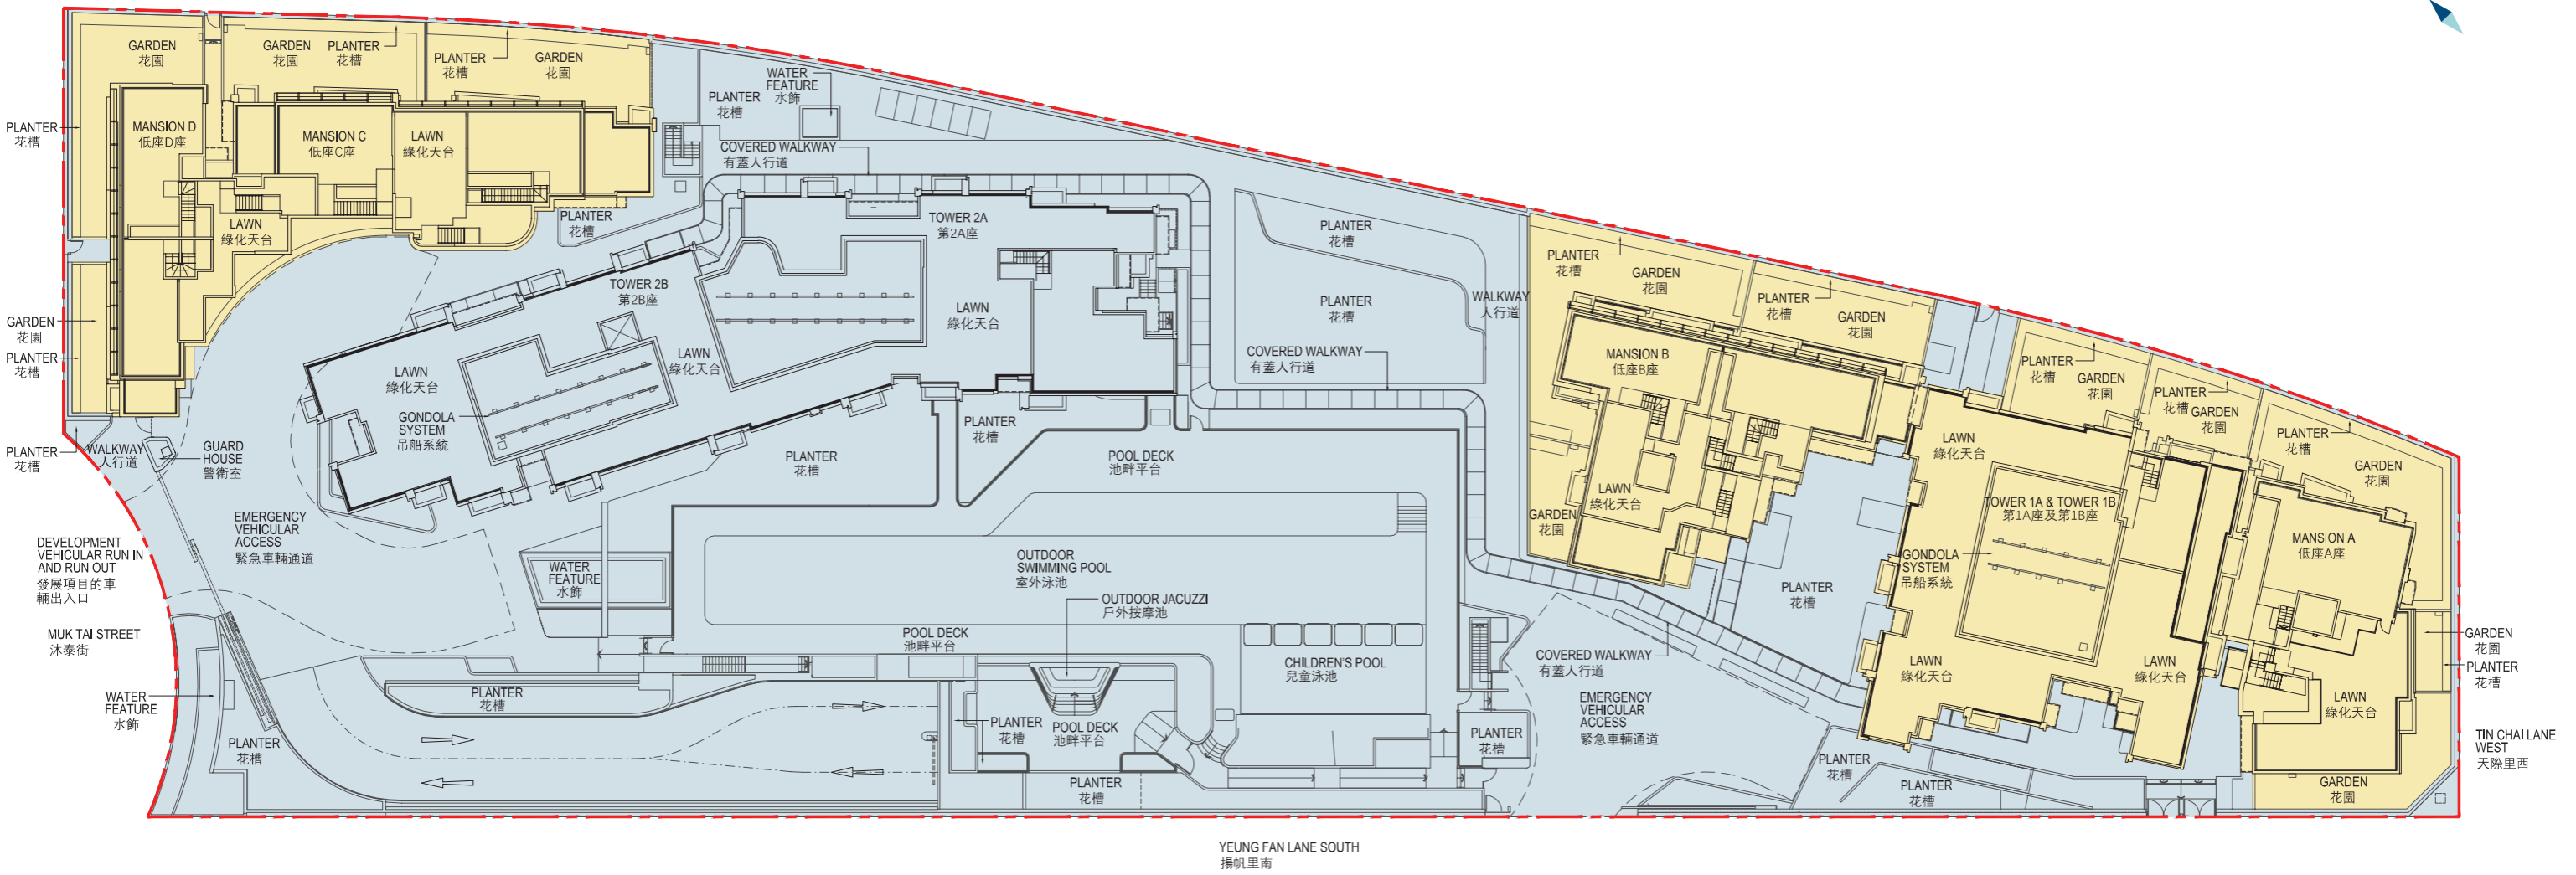 GARDEN
花園
GARDEN
花園
PLANTER
花槽
PLANTER
花槽
GARDEN
花園
WATER
FEATURE
水飾
PLANTER
花槽
PLANTER
花槽
MANSION D
低座D座
MANSION C
低座C座
LAWN
綠化天台
COVERED WALKWAY
有蓋人行道
LAWN
綠化天台
PLANTER
花槽
TOWER 2A
第2A座
PLANTER
花槽
TOWER 2B
第2B座
LAWN
綠化天台
PLANTER
花槽
WALKWAY
人行道
PLANTER
花槽
GARDEN
花園
PLANTER
花槽
GARDEN
花園
GARDEN
花園
PLANTER
花槽
LAWN
綠化天台
LAWN
綠化天台
GONDOLA
SYSTEM
吊船系統
COVERED WALKWAY
有蓋人行道
MANSION B
低座B座
PLANTER
花槽
GARDEN
花園
PLANTER
花槽
GARDEN
花園
PLANTER
花槽
GARDEN
花園
PLANTER
花槽
WALKWAY
人行道
GUARD
HOUSE
警衛室
PLANTER
花槽
PLANTER
花槽
POOL DECK
池畔平台
LAWN
綠化天台
GARDEN
花園
LAWN
綠化天台
TOWER 1A & TOWER 1B
第1A座及第1B座
GONDOLA
SYSTEM
吊船系統
MANSION A
低座A座
EMERGENCY
VEHICULAR
ACCESS
緊急車輛通道
DEVELOPMENT
VEHICULAR RUN IN
AND RUN OUT
發展項目的車
輛出入口
WATER
FEATURE
水飾
OUTDOOR
SWIMMING POOL
室外泳池
OUTDOOR JACUZZI
戶外按摩池
PLANTER
花槽
MUK TAI STREET
沐泰街
POOL DECK
池畔平台
CHILDREN'S POOL
兒童泳池
COVERED WALKWAY
有蓋人行道
LAWN
綠化天台
LAWN
綠化天台
GARDEN
花園
PLANTER
花槽
LAWN
綠化天台
WATER
FEATURE
水飾
PLANTER
花槽
PLANTER
花槽
PLANTER
花槽
POOL DECK
池畔平台
PLANTER
花槽
EMERGENCY
VEHICULAR
ACCESS
緊急車輛通道
PLANTER
花槽
PLANTER
花槽
PLANTER
花槽
GARDEN
花園
TIN CHAI LANE
WEST
天際里西
YEUNG FAN LANE SOUTH
揚帆里南